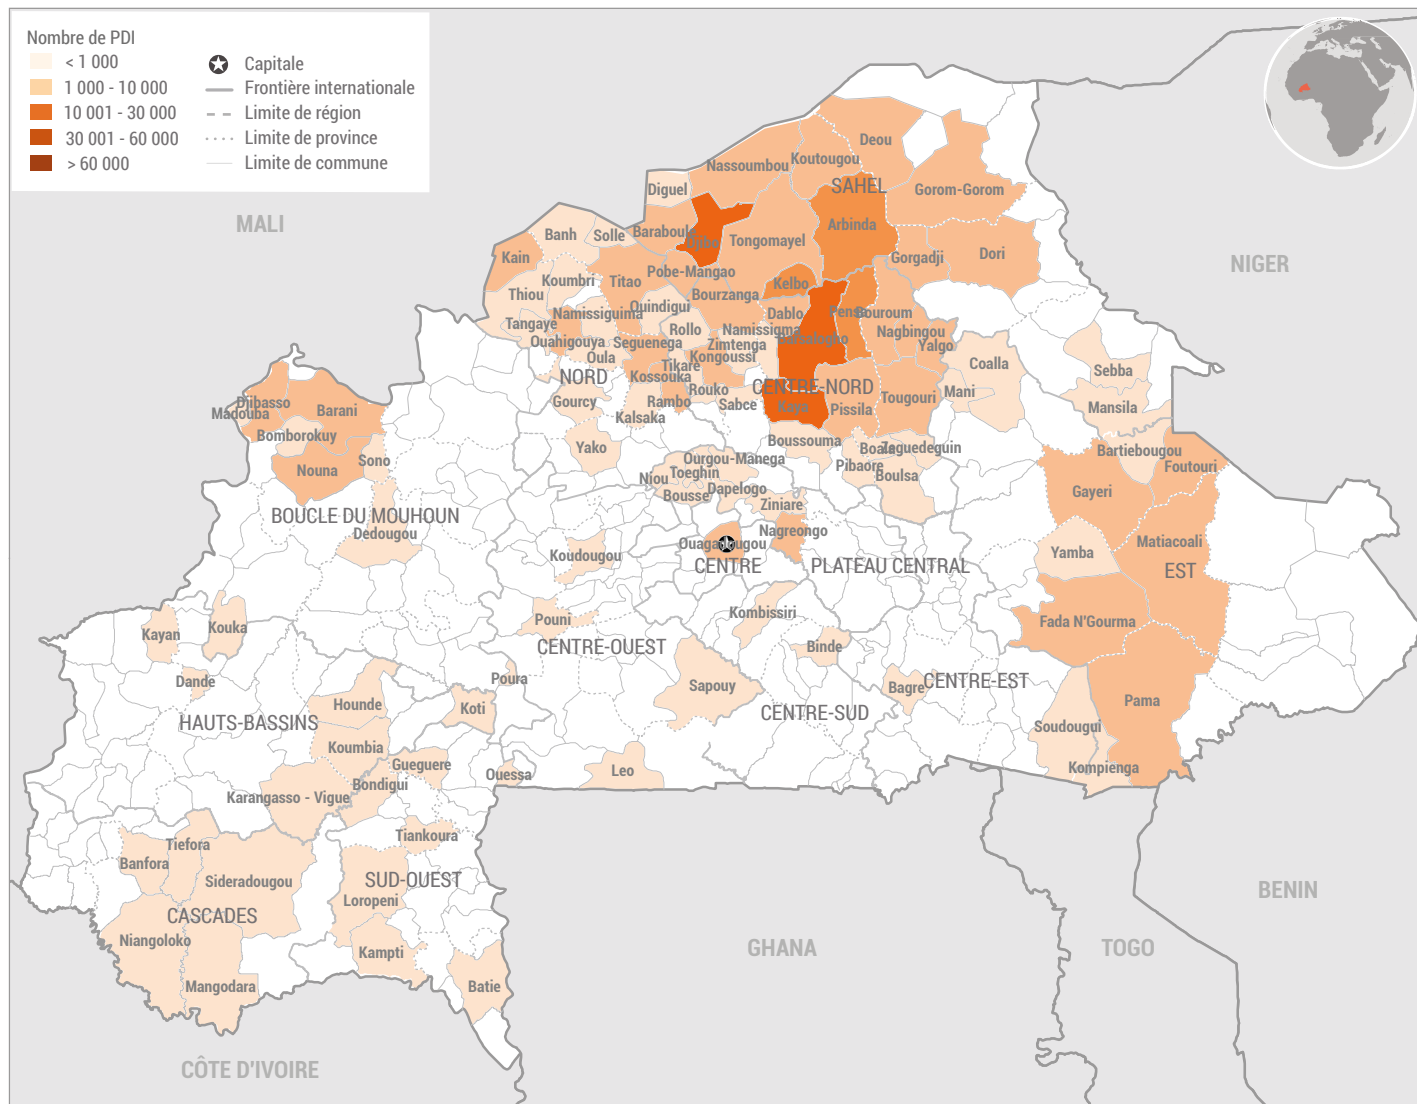 Nombre de PDI
< 1 000
1 000 - 10 000
10 001 - 30 000
30 001 - 60 000
> 60 000
Capitale
Frontière internationale
Limite de région
Limite de province
Limite de commune
MALI
NIGER
BENIN
TOGO
GHANA
CÔTE D'IVOIRE
SAHEL
NORD
CENTRE-NORD
BOUCLE DU MOUHOUN
CENTRE
PLATEAU CENTRAL
EST
CENTRE-OUEST
CENTRE-EST
CENTRE-SUD
HAUTS-BASSINS
SUD-OUEST
CASCADES
Deou
Koutougou
Nassoumbou
Diguel
Gorom-Gorom
Arbinda
Baraboule
Djibo
Tongomayel
Banh
Solle
Kain
Gorgadji
Dori
Pobe-Mangao
Titao
Koumbri
Kelbo
Thiou
Bourzanga
Ouindigui
Dablo
Pensa
Bouroum
Namissiguima
Tangaye
Rollo
Namissigma
Barsalogho
Nagbingou
Yalgo
Ouahigouya
Seguenega
Zimtenga
Oula
Kongoussi
Tikare
Coalla
Sebba
Kossouka
Rouko
Mani
Mansila
Gourcy
Rambo
Sabce
Kaya
Pissila
Tougouri
Kalsaka
Djibasso
Madouba
Barani
Bomborokuy
Sono
Nouna
Yako
Boussouma
Boala
Zeguedeguin
Bartiebougou
Foutouri
Ourgou-Manega
Pibaore
Boulsa
Toeghin
Niou
Bousse
Dapelogo
Ziniare
Gayeri
Dedougou
Nagreongo
Koudougou
Ouagadougou
Yamba
Matiacoali
Pouni
Kombissiri
Fada N'Gourma
Kayan
Kouka
Binde
Dande
Poura
Sapouy
Bagre
Pama
Hounde
Koti
Soudougui
Koumbia
Gueguere
Ouessa
Leo
Kompienga
Bondigui
Karangasso - Vigue
Tiankoura
Tiefora
Banfora
Sideradougou
Loropeni
Niangoloko
Kampti
Mangodara
Batie